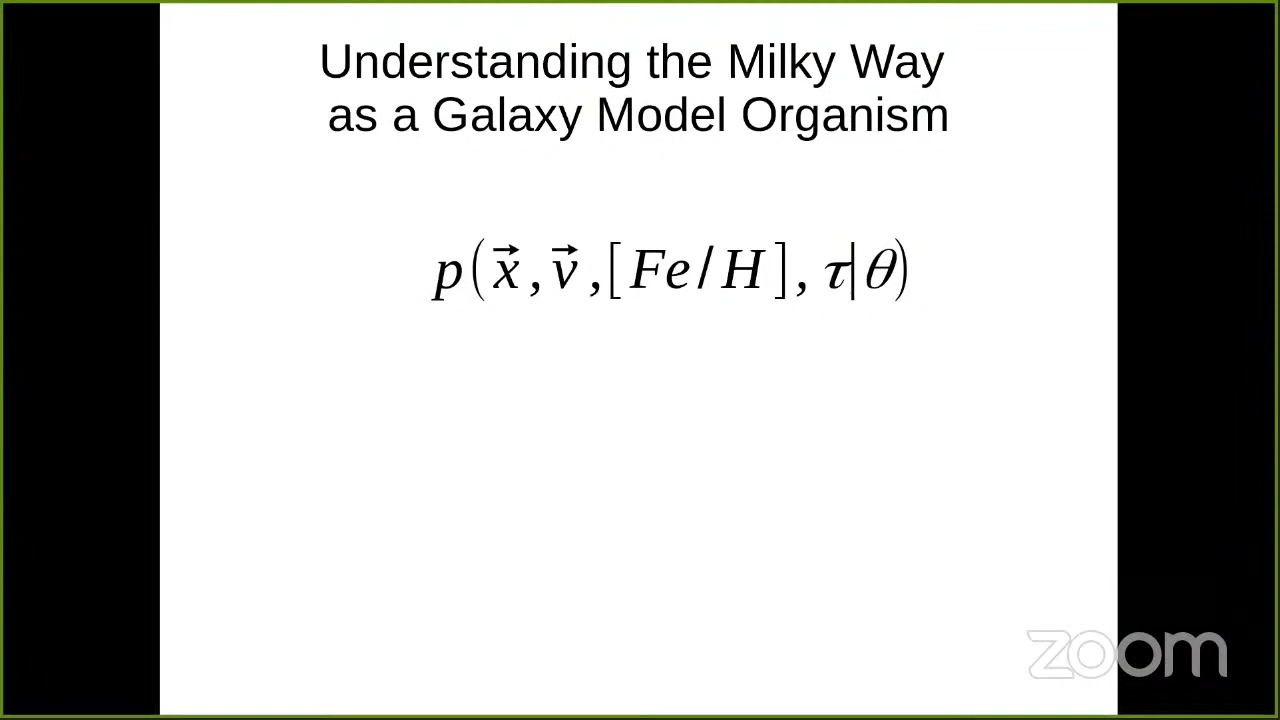 Understanding the Milky Way
as a Galaxy Model Organism
p(x⃗, v⃗, [Fe/H], τ|θ)
zoom